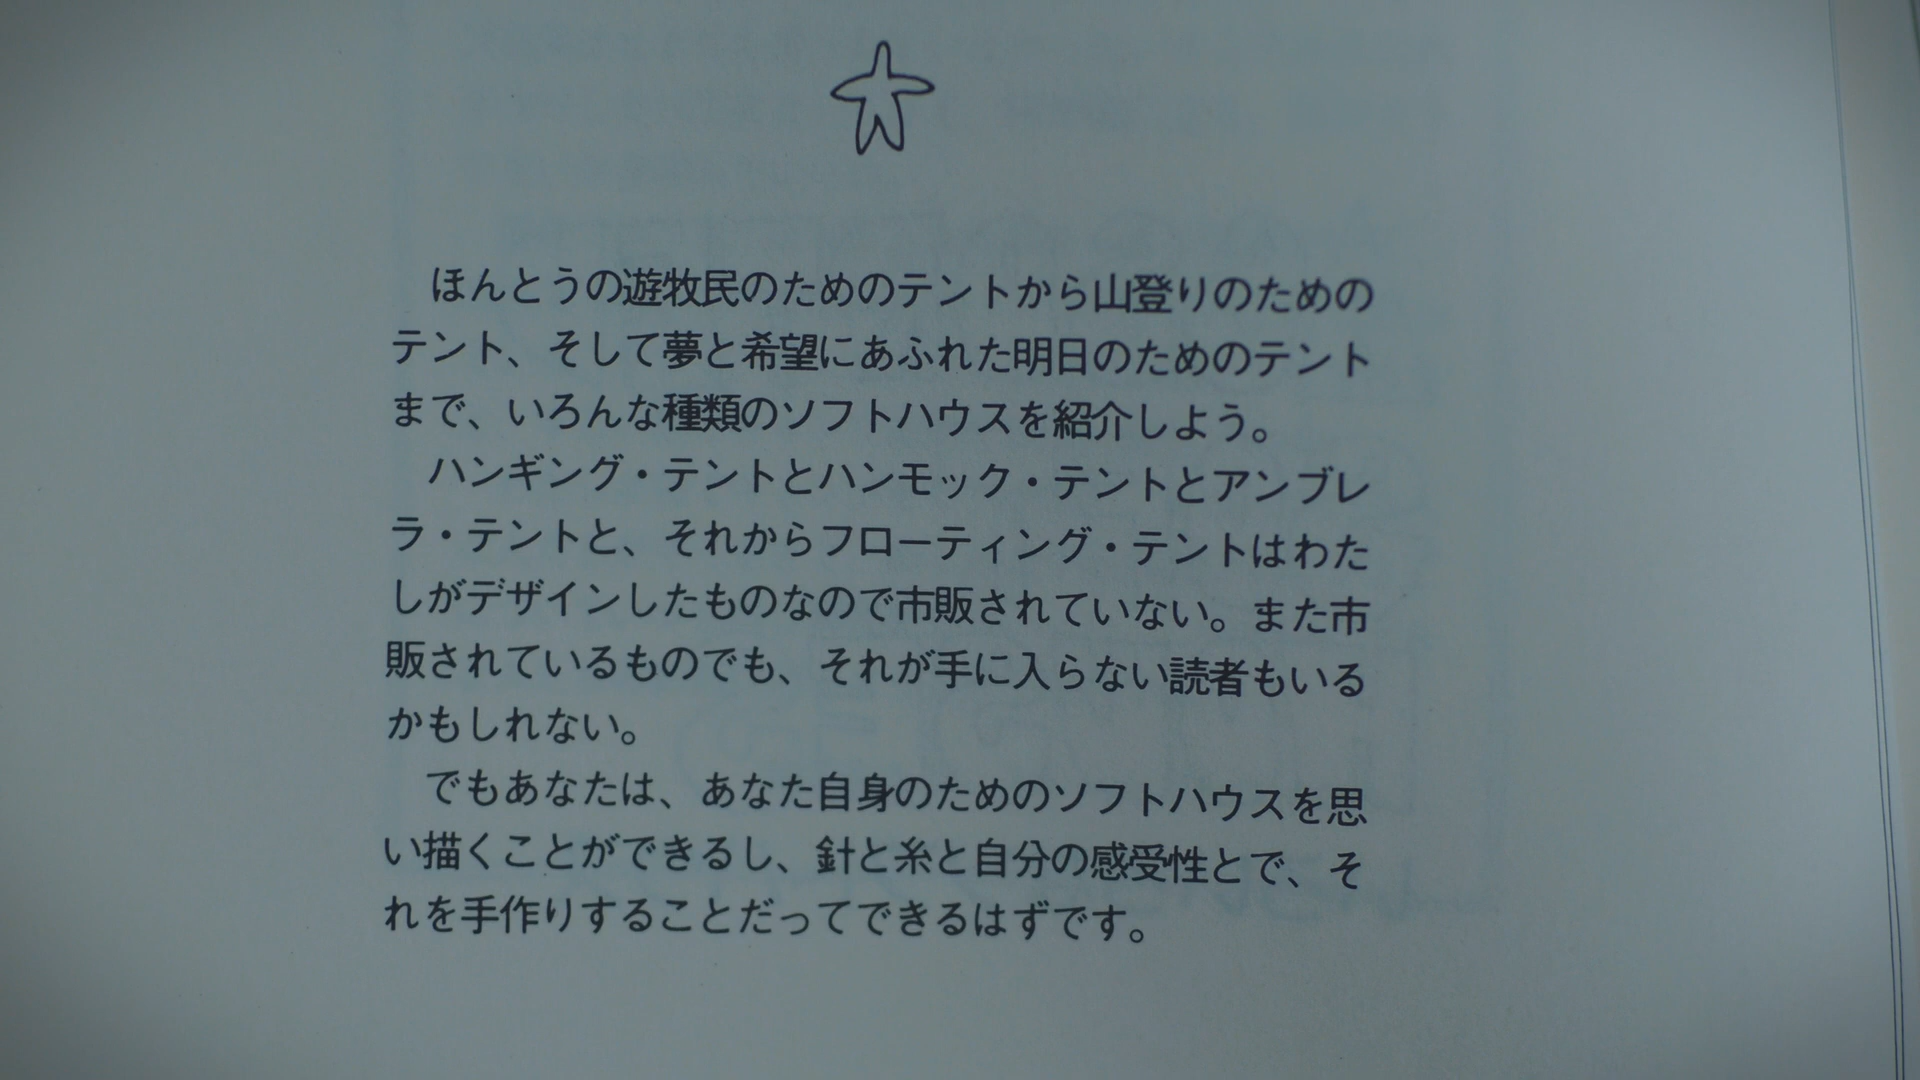 ほんとうの遊牧民のためのテントから山登りのための
テント、そして夢と希望にあふれた明日のためのテント
まで、いろんな種類のソフトハウスを紹介しよう。
ハンギング・テントとハンモック・テントとアンブレ
ラ・テントと、それからフローティング・テントはわた
しがデザインしたものなので市販されていない。また市
販されているものでも、それが手に入らない読者もいる
かもしれない。
でもあなたは、あなた自身のためのソフトハウスを思
い描くことができるし、針と糸と自分の感受性とで、そ
れを手作りすることだってできるはずです。